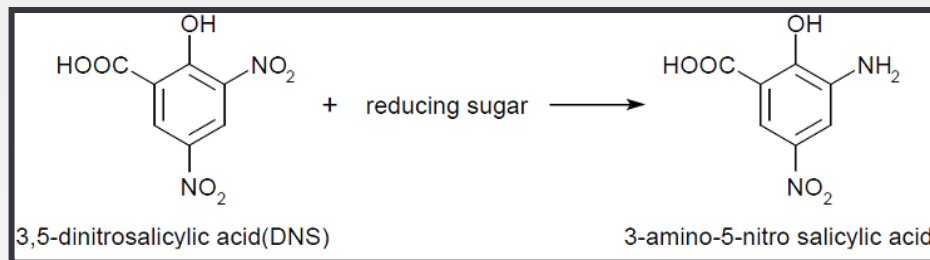 OH
HOOC
NO₂
+ reducing sugar
NO₂
3,5-dinitrosalicylic acid(DNS)
OH
HOOC
NH₂
NO₂
3-amino-5-nitro salicylic acid